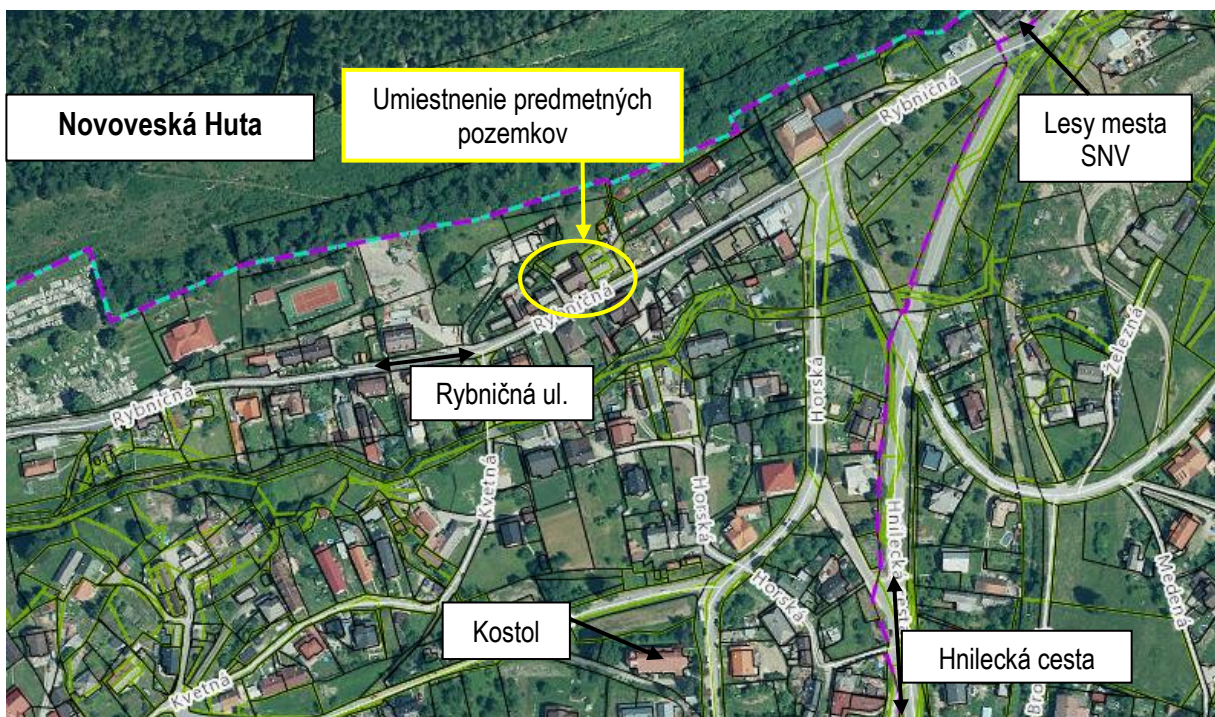 Novoveská Huta
Umiestnenie predmetných
pozemkov
Lesy mesta
SNV
Rybničná
Rybničná
Rybničná ul.
Rybničná
Horská
Železná
Kvetná
Horská
Hnilecká cesta
Horská
Medená
Kostol
Hnilecká cesta
Kvetná